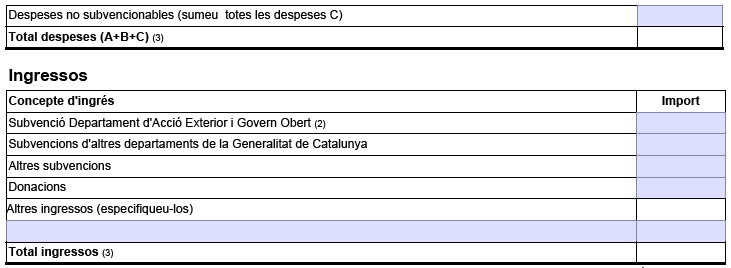 Despeses no subvencionables (sumeu totes les despeses C)
Total despeses (A+B+C) (3)
Ingressos
Concepte d'ingrés Import
Subvenció Departament d'Acció Exterior i Govern Obert (2)
Subvencions d'altres departaments de la Generalitat de Catalunya
Altres subvencions
Donacions
Altres ingressos (especifiqueu-los)
Total ingressos (3)